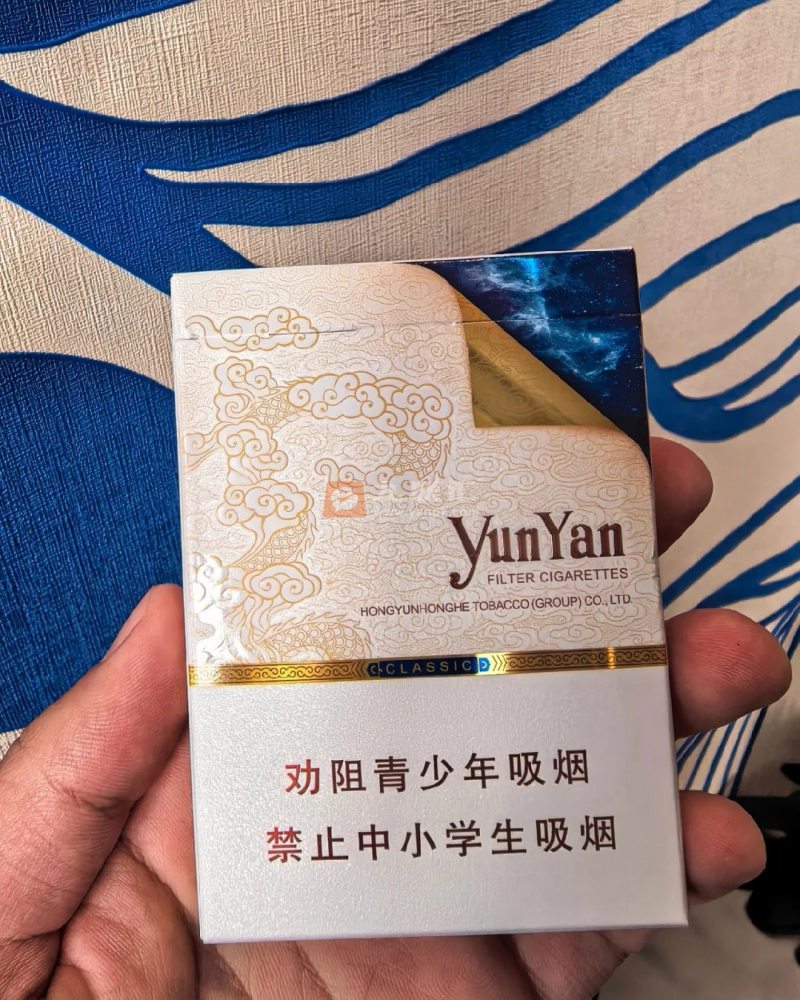 YunYan
FILTER CIGARETTES
HONGYUNHONGHE TOBACCO (GROUP) CO., LTD.
CLASSIC
劝阻青少年吸烟
禁止中小学生吸烟